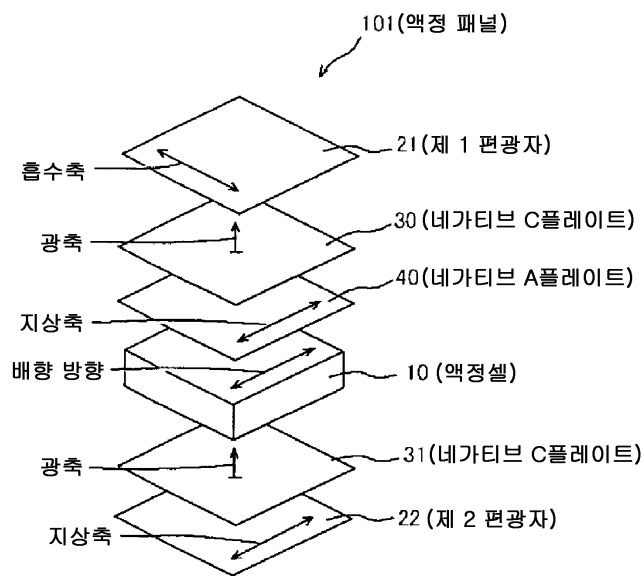 101(액정 패널)
21(제 1 편광자)
흡수축
30(네가티브 C플레이트)
광축
40(네가티브 A플레이트)
지상축
배향 방향
10 (액정셀)
광축
31(네가티브 C플레이트)
22 (제 2 편광자)
지상축